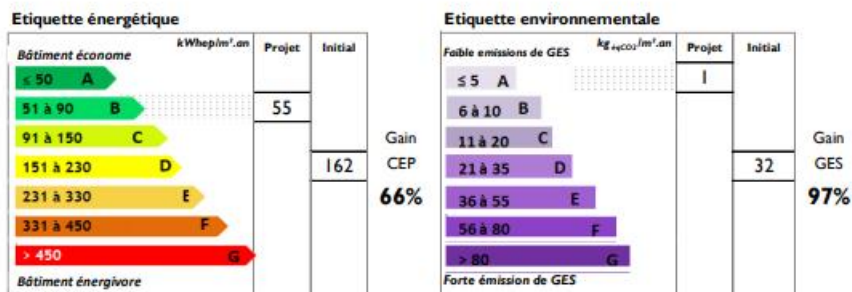 Etiquette énergétique
kWhep/m².an Projet Initial
Bâtiment économe
≤ 50 A
51 à 90 B 55
91 à 150 C
151 à 230 D 162
231 à 330 E
331 à 450 F
> 450 G
Bâtiment énergivore
Gain
CEP
66%
Etiquette environnementale
kg éqCO2/m².an Projet Initial
Faible emissions de GES
≤ 5 A 1
6 à 10 B
11 à 20 C
21 à 35 D 32
36 à 55 E
56 à 80 F
> 80 G
Forte émission de GES
Gain
GES
97%